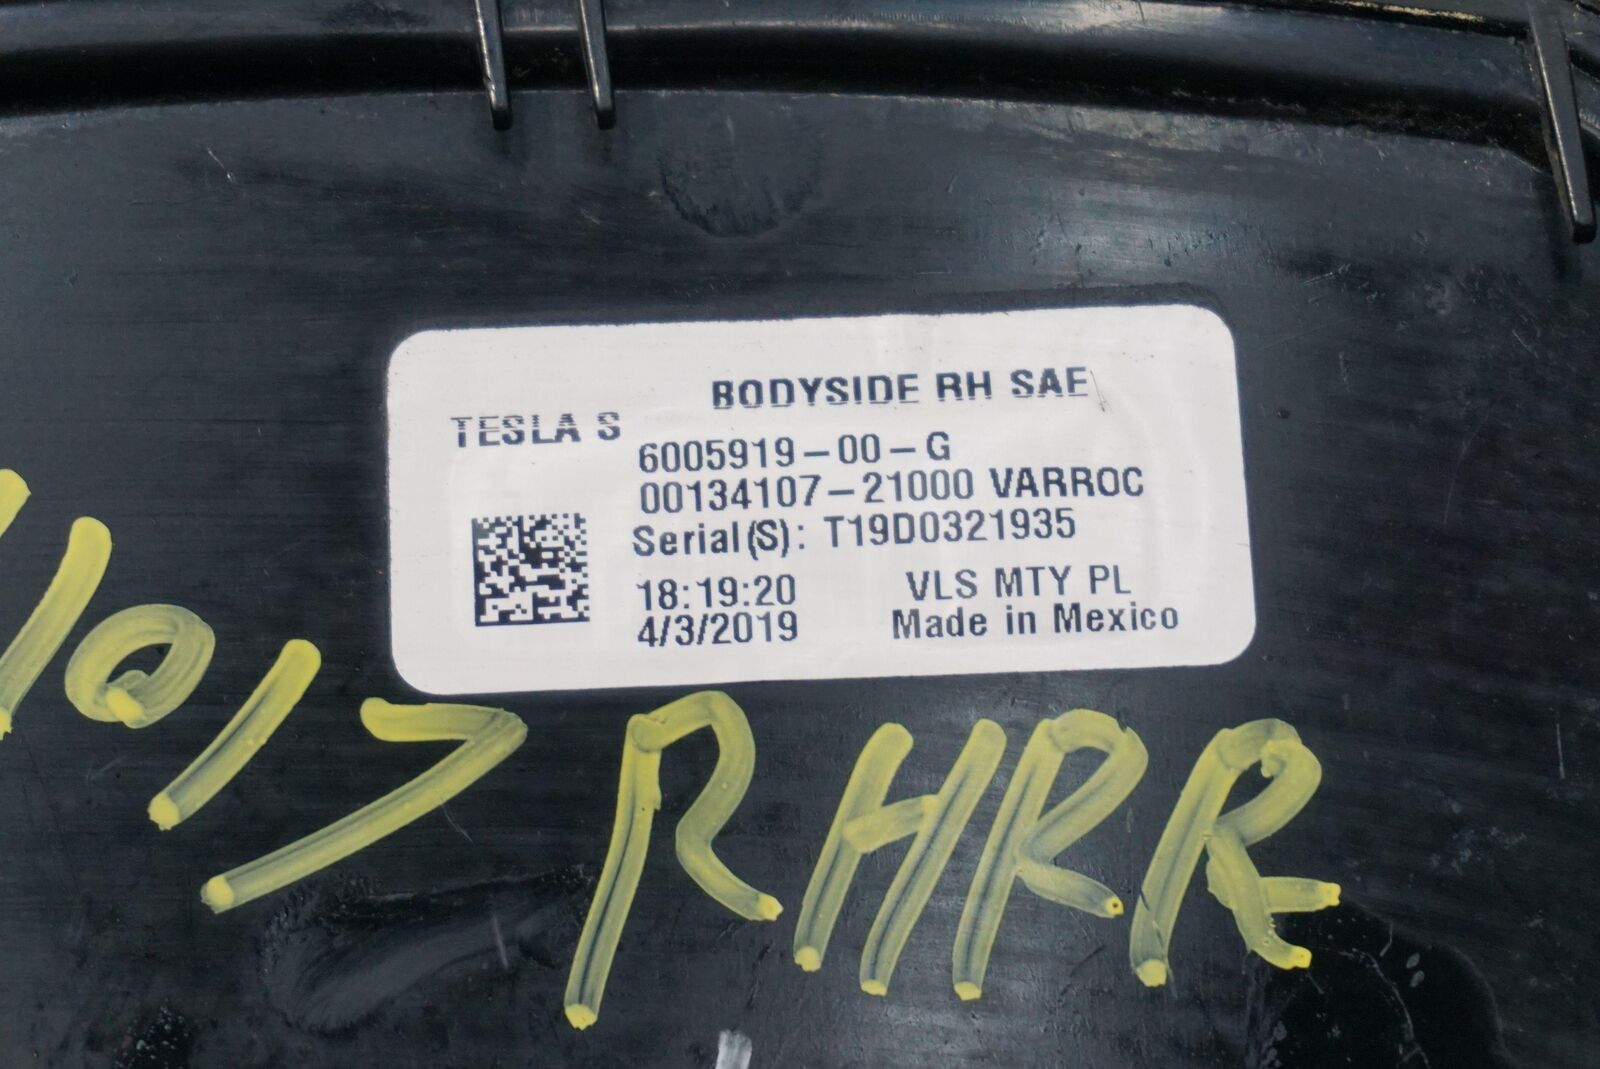 BODYSIDE RH SAE
TESLA S
6005919-00-G
00134107-21000 VARROC
Serial(S): T19D0321935
18:19:20 VLS MTY PL
4/3/2019 Made in Mexico
1017 RHRR